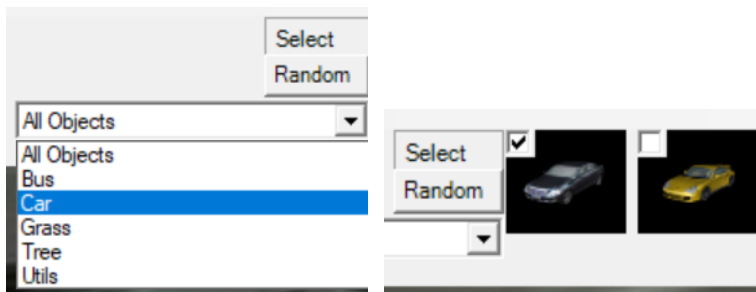 Select
Random
All Objects
All Objects
Bus
Car
Grass
Tree
Utils
Select
Random